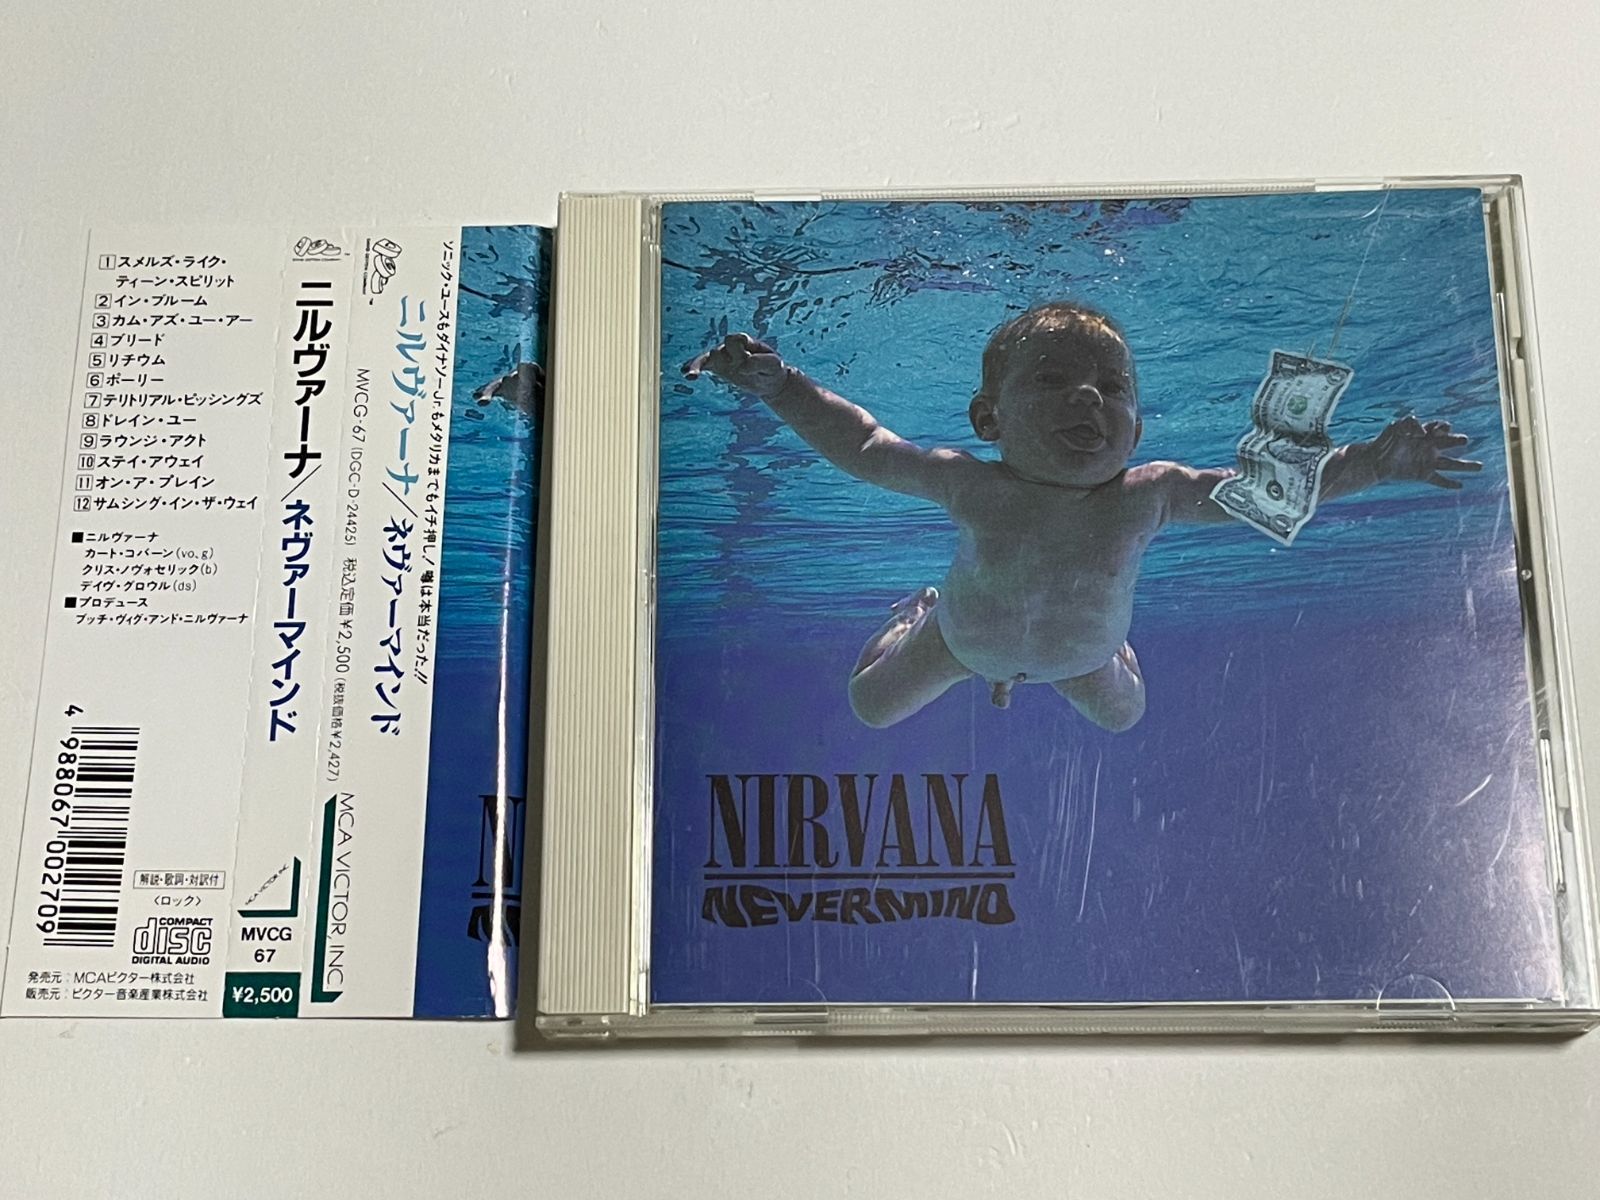 1 スメルズ・ライク・
ティーン・スピリット
2 イン・ブルーム
3 カム・アズ・ユー・アー
4 ブリード
5 リチウム
6 ポーリー
7 テリトリアル・ピッシングズ
8 ドレイン・ユー
9 ラウンジ・アクト
10 ステイ・アウェイ
11 オン・ア・プレイン
12 サムシング・イン・ザ・ウェイ
■ニルヴァーナ
カート・コバーン(vo、g)
クリス・ノヴォセリック(b)
デイヴ・グロウル(ds)
■プロデュース
ブッチ・ヴィグ・アンド・ニルヴァーナ
4 988067 002709
解説・歌詞・対訳付
〈ロック〉
COMPACT
disc
DIGITAL AUDIO
発売元：MCAビクター株式会社
販売元：ビクター音楽産業株式会社
ニルヴァーナ/ネヴァーマインド
MCA VICTOR, INC.
MVCG
67
¥2,500
MVCG-67 (DGC-D-24425) 税込定価¥2,500 (税抜価格¥2,427)
MCA VICTOR, INC.
ニルヴァーナ/ネヴァーマインド
ソニック・ユースもダイナソーJr.もメタリカまでもイチ押し！噂は本当だった!!
NIRVANA
NEVERMIND